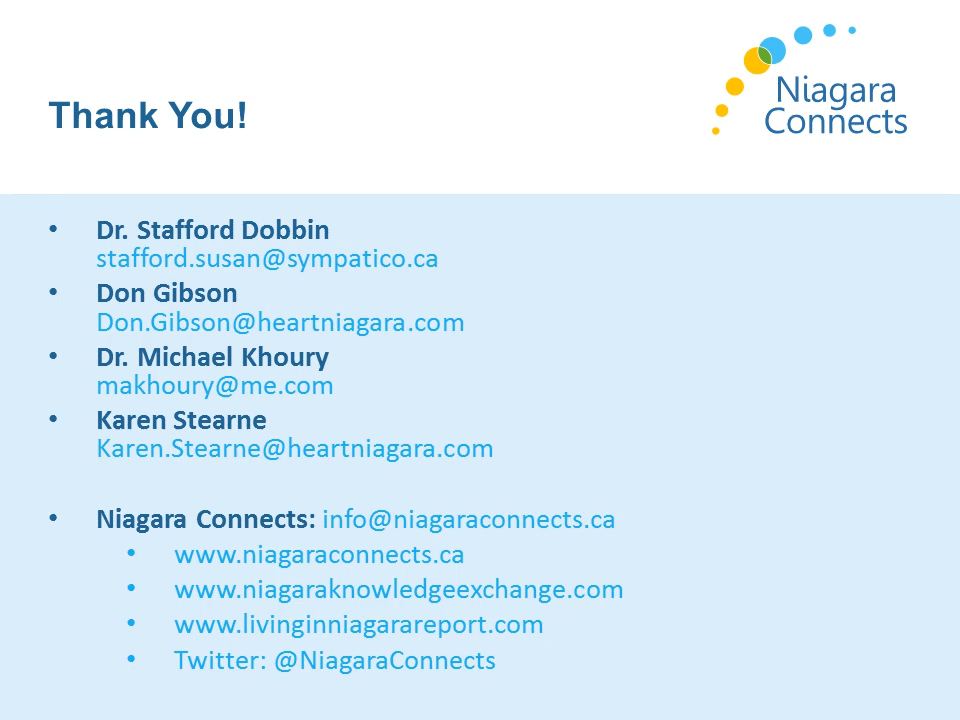 Thank You!
Niagara
Connects
• Dr. Stafford Dobbin
stafford.susan@sympatico.ca
• Don Gibson
Don.Gibson@heartniagara.com
• Dr. Michael Khoury
makhoury@me.com
• Karen Stearne
Karen.Stearne@heartniagara.com
• Niagara Connects: info@niagaraconnects.ca
• www.niagaraconnects.ca
• www.niagaraknowledgeexchange.com
• www.livinginniagarareport.com
• Twitter: @NiagaraConnects